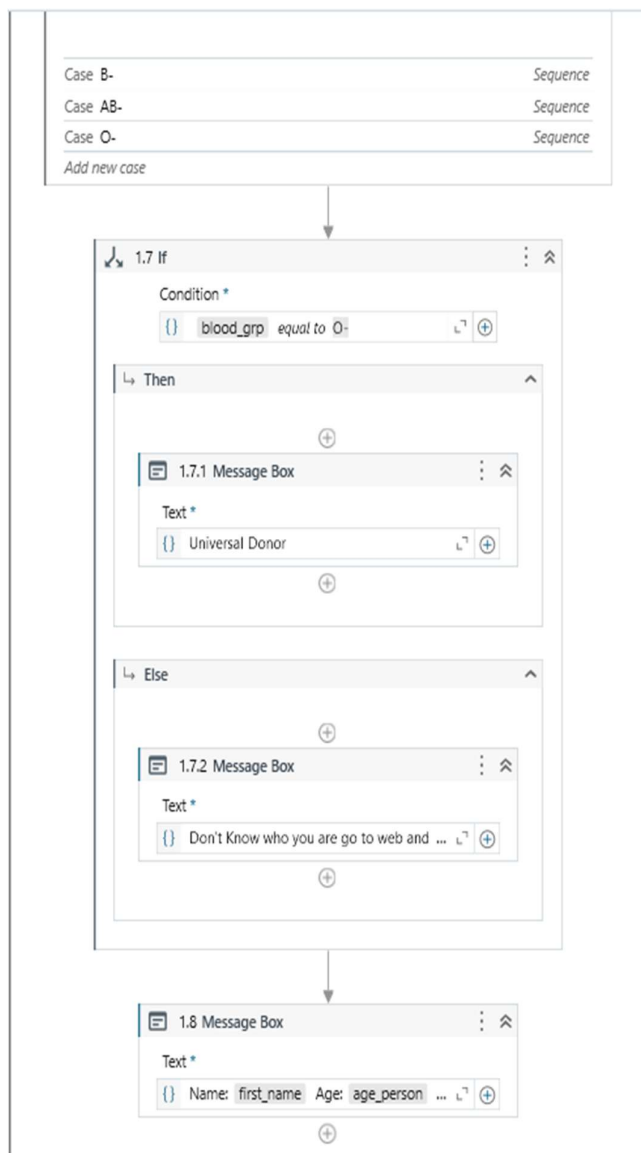 Case B- Sequence
Case AB- Sequence
Case O- Sequence
Add new case
1.7 If
Condition *
{} blood_grp equal to O-
Then
1.7.1 Message Box
Text *
{} Universal Donor
Else
1.7.2 Message Box
Text *
{} Don't Know who you are go to web and ...
1.8 Message Box
Text *
{} Name: first_name Age: age_person ...